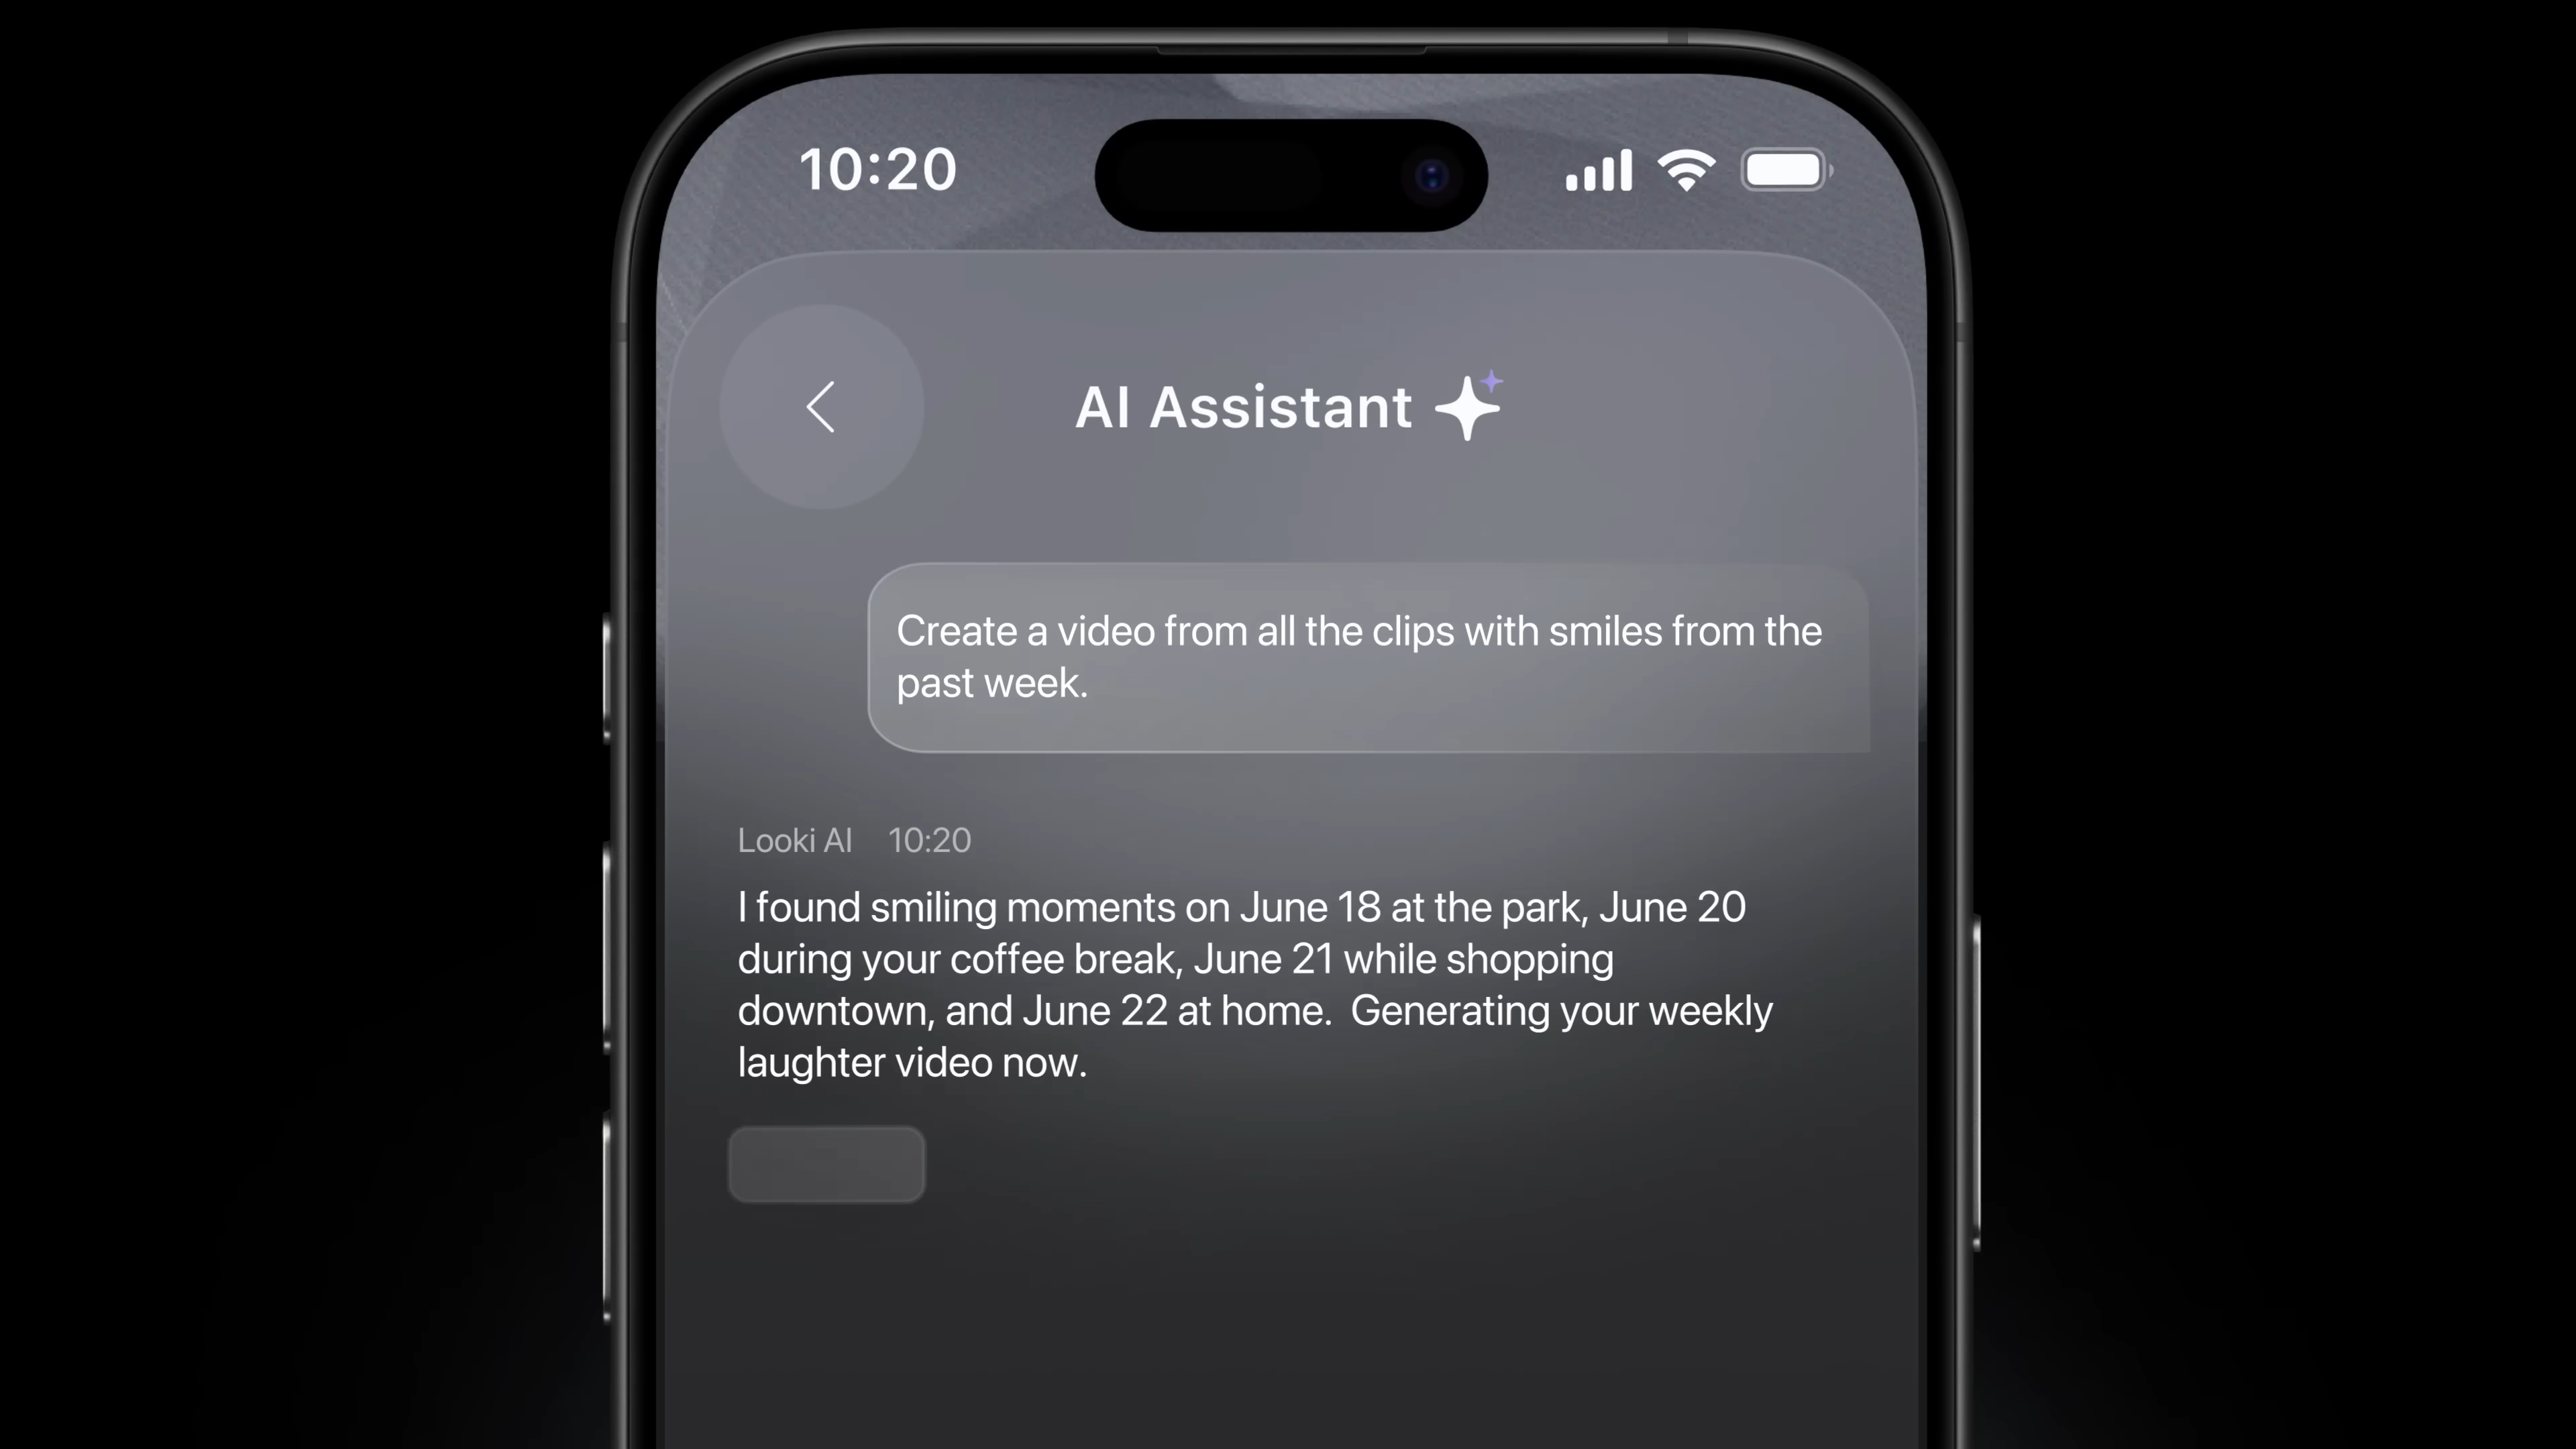 10:20
AI Assistant
Create a video from all the clips with smiles from the
past week.
Looki AI 10:20
I found smiling moments on June 18 at the park, June 20
during your coffee break, June 21 while shopping
downtown, and June 22 at home.  Generating your weekly
laughter video now.